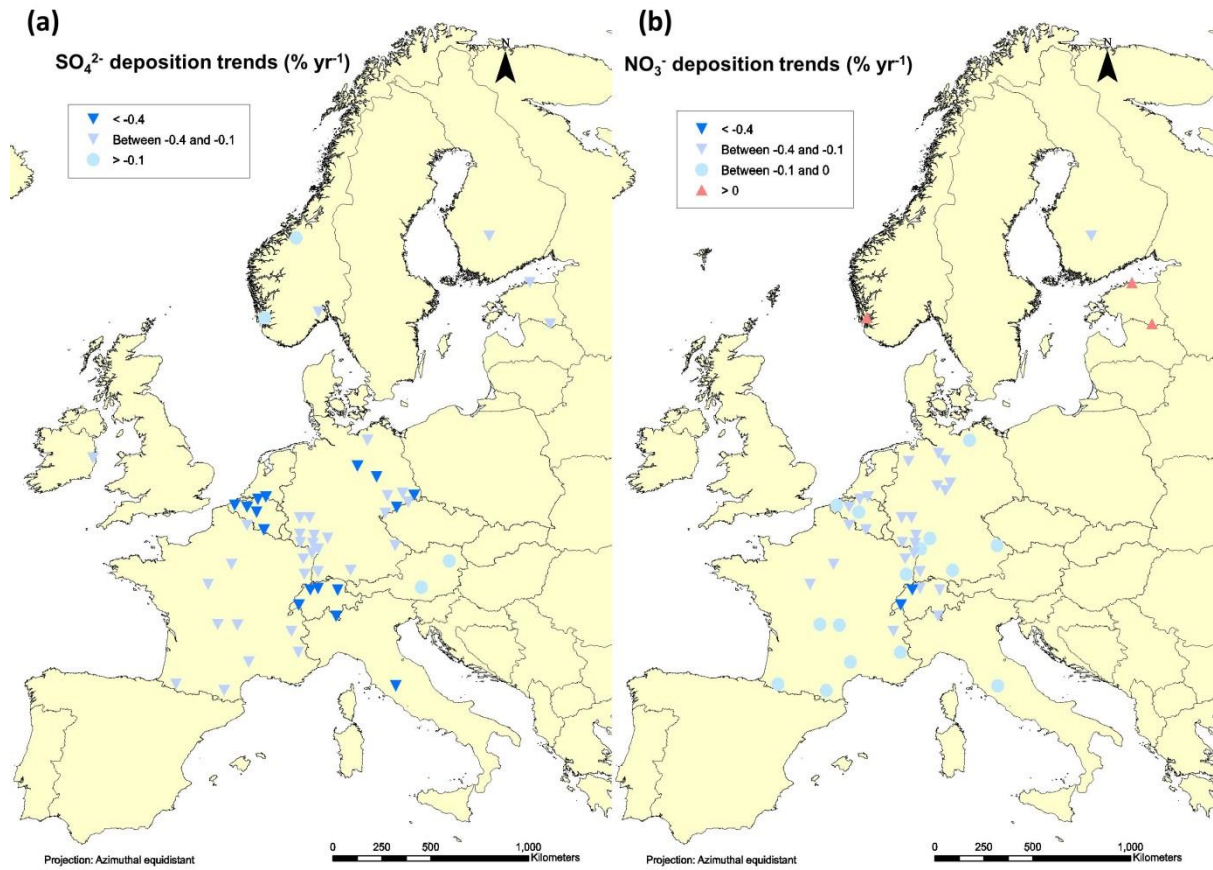 (a)
SO₄²⁻ deposition trends (% yr⁻¹)
< -0.4
Between -0.4 and -0.1
> -0.1
N
Projection: Azimuthal equidistant
0 250 500 1,000
Kilometers
(b)
NO₃⁻ deposition trends (% yr⁻¹)
< -0.4
Between -0.4 and -0.1
Between -0.1 and 0
> 0
N
Projection: Azimuthal equidistant
0 250 500 1,000
Kilometers